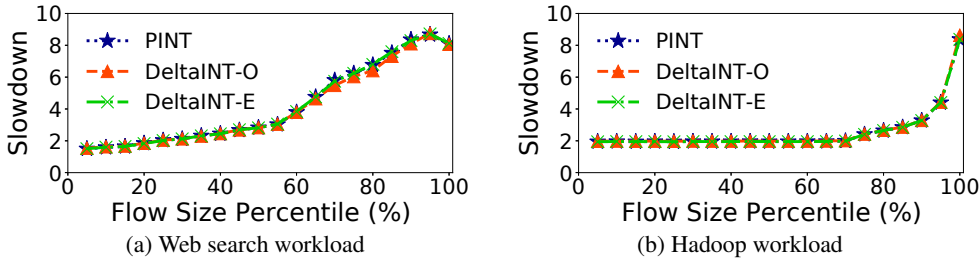 10
8
6
4
2
0
Slowdown
PINT
DeltaINT-O
DeltaINT-E
0 20 40 60 80 100
Flow Size Percentile (%)
(a) Web search workload
10
8
6
4
2
0
Slowdown
PINT
DeltaINT-O
DeltaINT-E
0 20 40 60 80 100
Flow Size Percentile (%)
(b) Hadoop workload